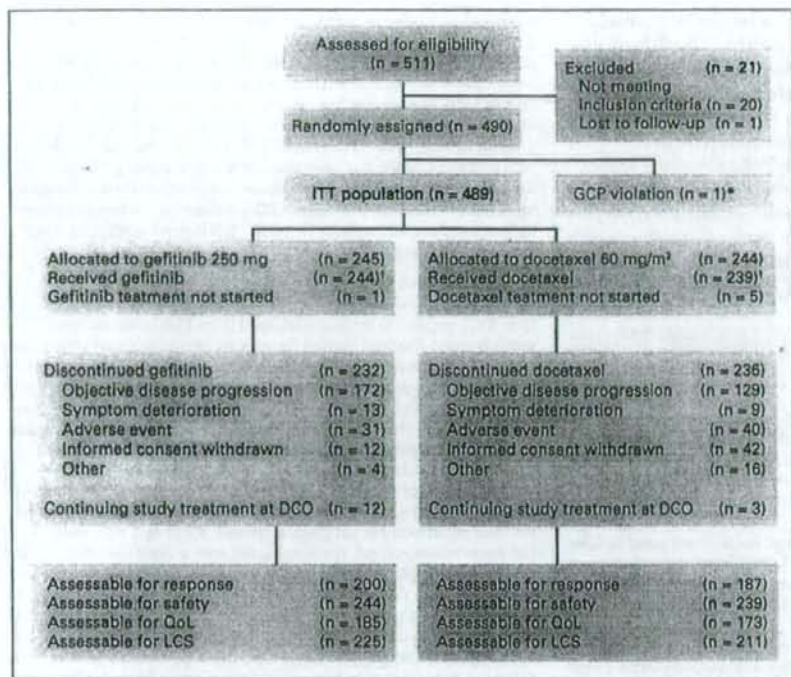 Assessed for eligibility
(n = 511)
Excluded (n = 21)
Not meeting
Inclusion criteria (n = 20)
Lost to follow-up (n = 1)
Randomly assigned (n = 490)
ITT population (n = 489)
GCP violation (n = 1)*
Allocated to gefitinib 250 mg (n = 245)
Received gefitinib (n = 244)†
Gefitinib teatment not started (n = 1)
Allocated to docetaxel 60 mg/m² (n = 244)
Received docetaxel (n = 239)†
Docetaxel teatment not started (n = 5)
Discontinued gefitinib (n = 232)
Objective disease progression (n = 172)
Symptom deterioration (n = 13)
Adverse event (n = 31)
Informed consent withdrawn (n = 12)
Other (n = 4)
Continuing study treatment at DCO (n = 12)
Discontinued docetaxel (n = 236)
Objective disease progression (n = 129)
Symptom deterioration (n = 9)
Adverse event (n = 40)
Informed consent withdrawn (n = 42)
Other (n = 16)
Continuing study treatment at DCO (n = 3)
Assessable for response (n = 200)
Assessable for safety (n = 244)
Assessable for QoL (n = 185)
Assessable for LCS (n = 225)
Assessable for response (n = 187)
Assessable for safety (n = 239)
Assessable for QoL (n = 173)
Assessable for LCS (n = 211)